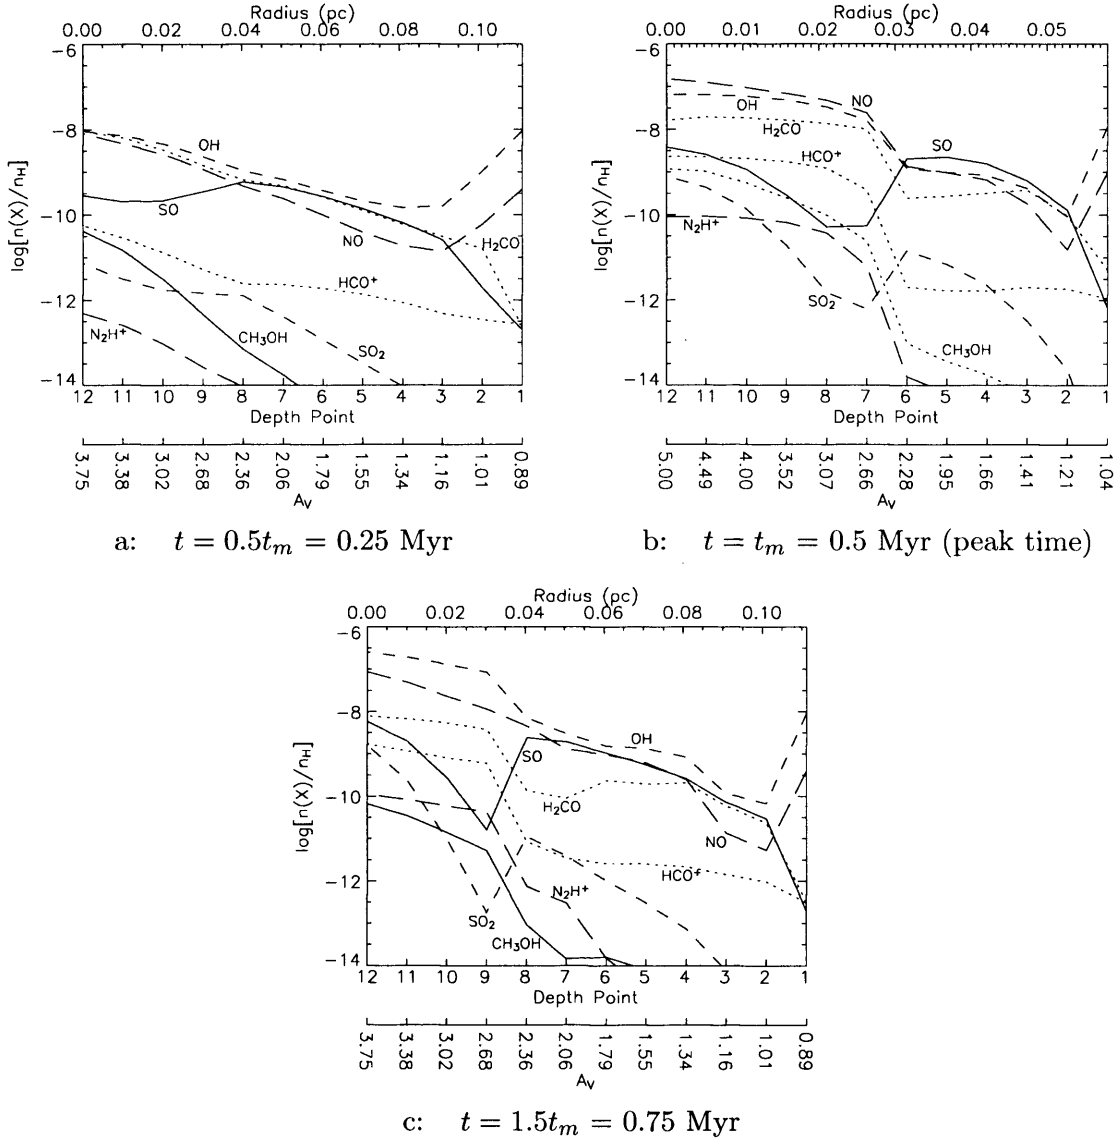 Radius (pc)
0.00 0.02 0.04 0.06 0.08 0.10
log[n(X)/n_H]
−6
−8
−10
−12
−14
OH
SO
NO
H₂CO
HCO⁺
N₂H⁺
CH₃OH
SO₂
12 11 10 9 8 7 6 5 4 3 2 1
Depth Point
3.75 3.38 3.02 2.68 2.36 2.06 1.79 1.55 1.34 1.16 1.01 0.89
A_V
a: t = 0.5t_m = 0.25 Myr
Radius (pc)
0.00 0.01 0.02 0.03 0.04 0.05
log[n(X)/n_H]
−6
−8
−10
−12
−14
NO
OH
H₂CO
SO
HCO⁺
N₂H⁺
SO₂
CH₃OH
12 11 10 9 8 7 6 5 4 3 2 1
Depth Point
5.00 4.49 4.00 3.52 3.07 2.66 2.28 1.95 1.66 1.41 1.21 1.04
A_V
b: t = t_m = 0.5 Myr (peak time)
Radius (pc)
0.00 0.02 0.04 0.06 0.08 0.10
log[n(X)/n_H]
−6
−8
−10
−12
−14
OH
SO
H₂CO
NO
HCO⁺
N₂H⁺
SO₂
CH₃OH
12 11 10 9 8 7 6 5 4 3 2 1
Depth Point
3.75 3.38 3.02 2.68 2.36 2.06 1.79 1.55 1.34 1.16 1.01 0.89
A_V
c: t = 1.5t_m = 0.75 Myr